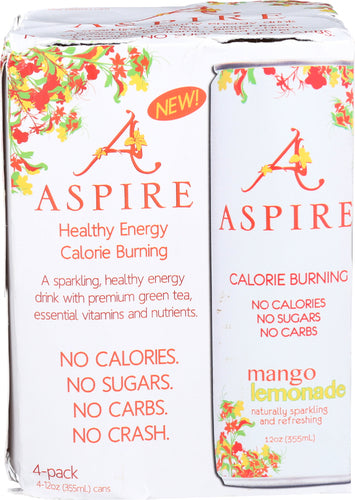 NEW!
ASPIRE
Healthy Energy
Calorie Burning
A sparkling, healthy energy
drink with premium green tea,
essential vitamins and nutrients.
NO CALORIES.
NO SUGARS.
NO CARBS.
NO CRASH.
4-pack
4-12oz (355mL) cans
ASPIRE
CALORIE BURNING
NO CALORIES
NO SUGARS
NO CARBS
mango
lemonade
naturally sparkling
and refreshing
12oz (355mL)